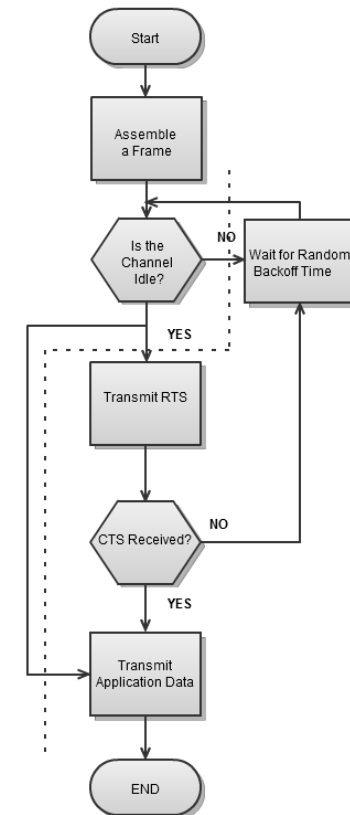 Start
Assemble
a Frame
Is the
Channel
Idle?
NO
Wait for Random
Backoff Time
YES
Transmit RTS
CTS Received?
NO
YES
Transmit
Application Data
END